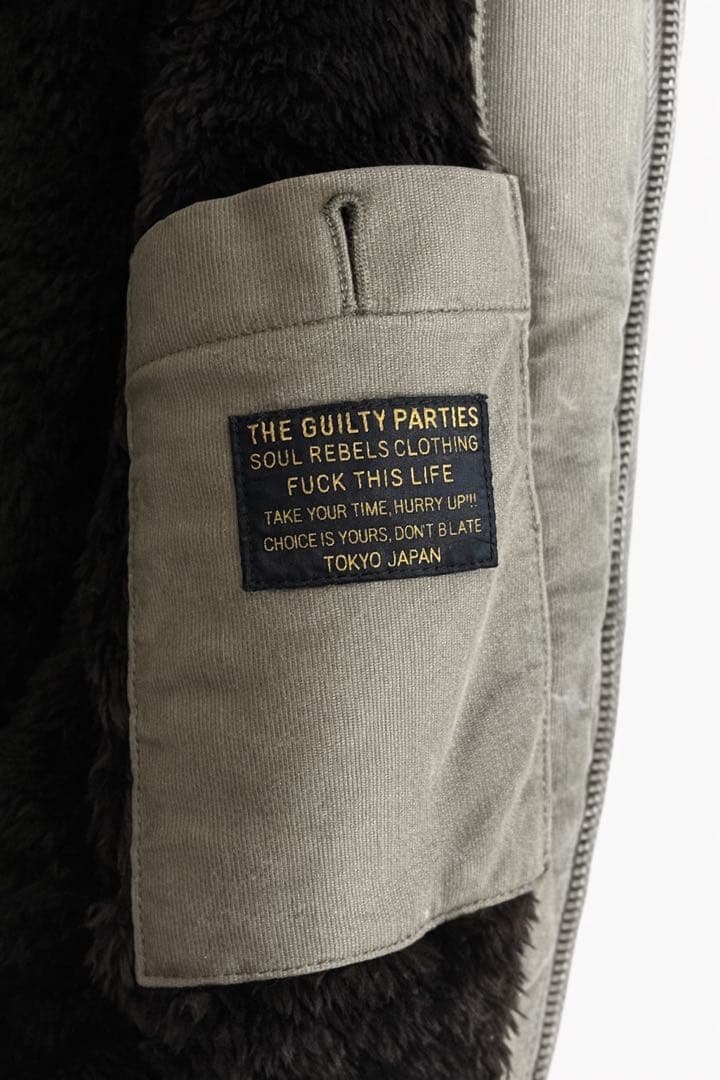 THE GUILTY PARTIES
SOUL REBELS CLOTHING
FUCK THIS LIFE
TAKE YOUR TIME, HURRY UP!!!
CHOICE IS YOURS, DON'T B LATE
TOKYO JAPAN